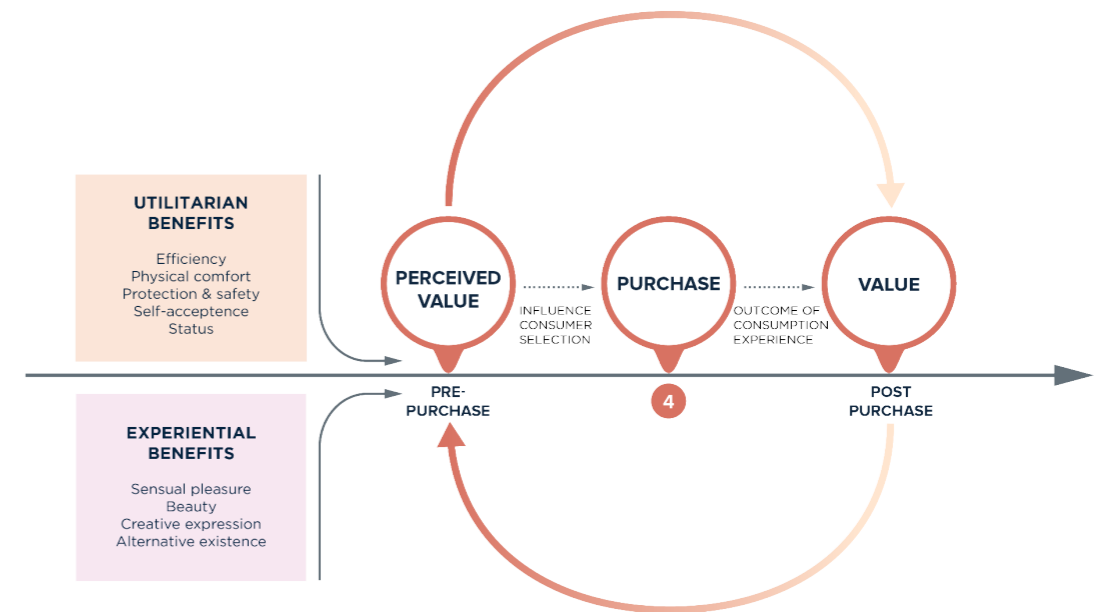 UTILITARIAN
BENEFITS
Efficiency
Physical comfort
Protection & safety
Self-acceptence
Status
EXPERIENTIAL
BENEFITS
Sensual pleasure
Beauty
Creative expression
Alternative existence
PERCEIVED
VALUE
INFLUENCE
CONSUMER
SELECTION
PURCHASE
OUTCOME OF
CONSUMPTION
EXPERIENCE
VALUE
PRE-
PURCHASE
4
POST
PURCHASE